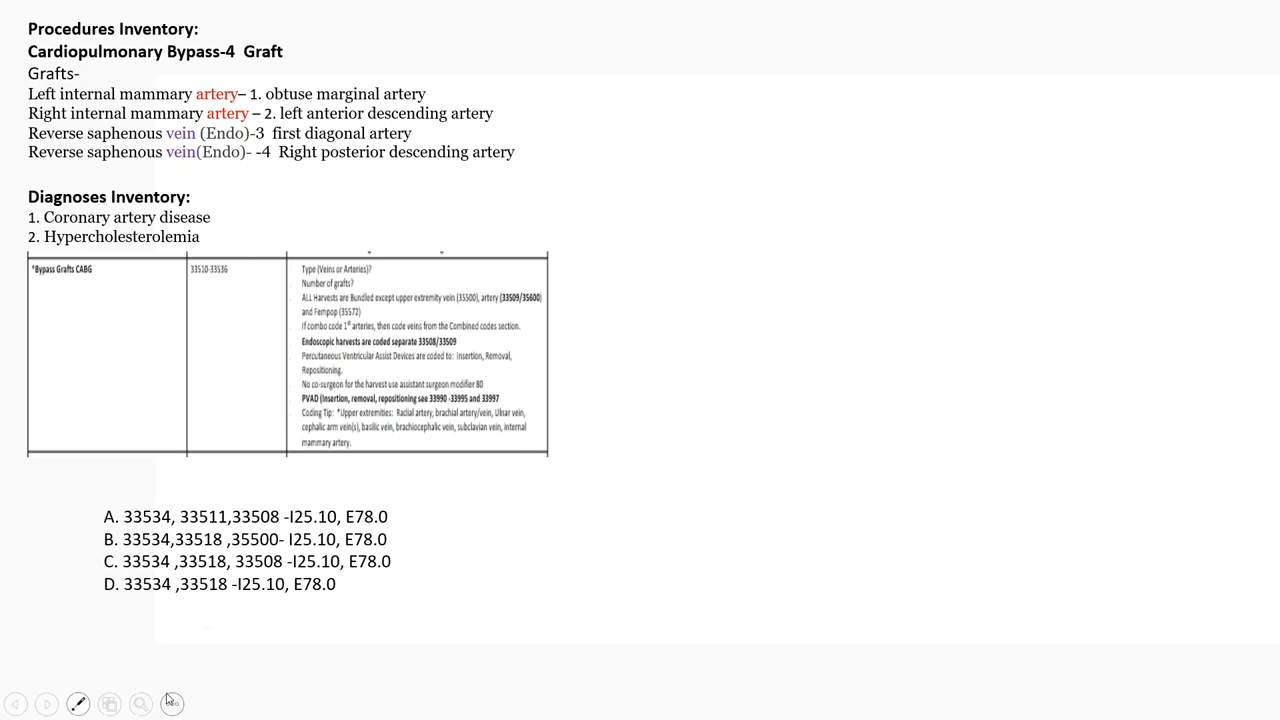 Procedures Inventory:
Cardiopulmonary Bypass-4 Graft
Grafts-
Left internal mammary artery– 1. obtuse marginal artery
Right internal mammary artery – 2. left anterior descending artery
Reverse saphenous vein (Endo)-3 first diagonal artery
Reverse saphenous vein(Endo)- -4 Right posterior descending artery
Diagnoses Inventory:
1. Coronary artery disease
2. Hypercholesterolemia
*Bypass Grafts CABG
33510-33536
Type (Veins or Arteries)?
Number of grafts?
ALL Harvests are Bundled except upper extremity vein (35500), artery (33509/35600)
and Fempop (35572)
If combo code 1st arteries, then code veins from the Combined codes section.
Endoscopic harvests are coded separate 33508/33509
Percutaneous Ventricular Assist Devices are coded to: Insertion, Removal,
Repositioning.
No co-surgeon for the harvest use assistant surgeon modifier 80
PVAD (Insertion, removal, repositioning see 33990 -33995 and 33997
Coding Tip: *Upper extremities: Radial artery, brachial artery/vein, Ulnar vein,
cephalic arm vein(s), basilic vein, brachiocephalic vein, subclavian vein, internal
mammary artery.
A. 33534, 33511,33508 -I25.10, E78.0
B. 33534,33518 ,35500- I25.10, E78.0
C. 33534 ,33518, 33508 -I25.10, E78.0
D. 33534 ,33518 -I25.10, E78.0